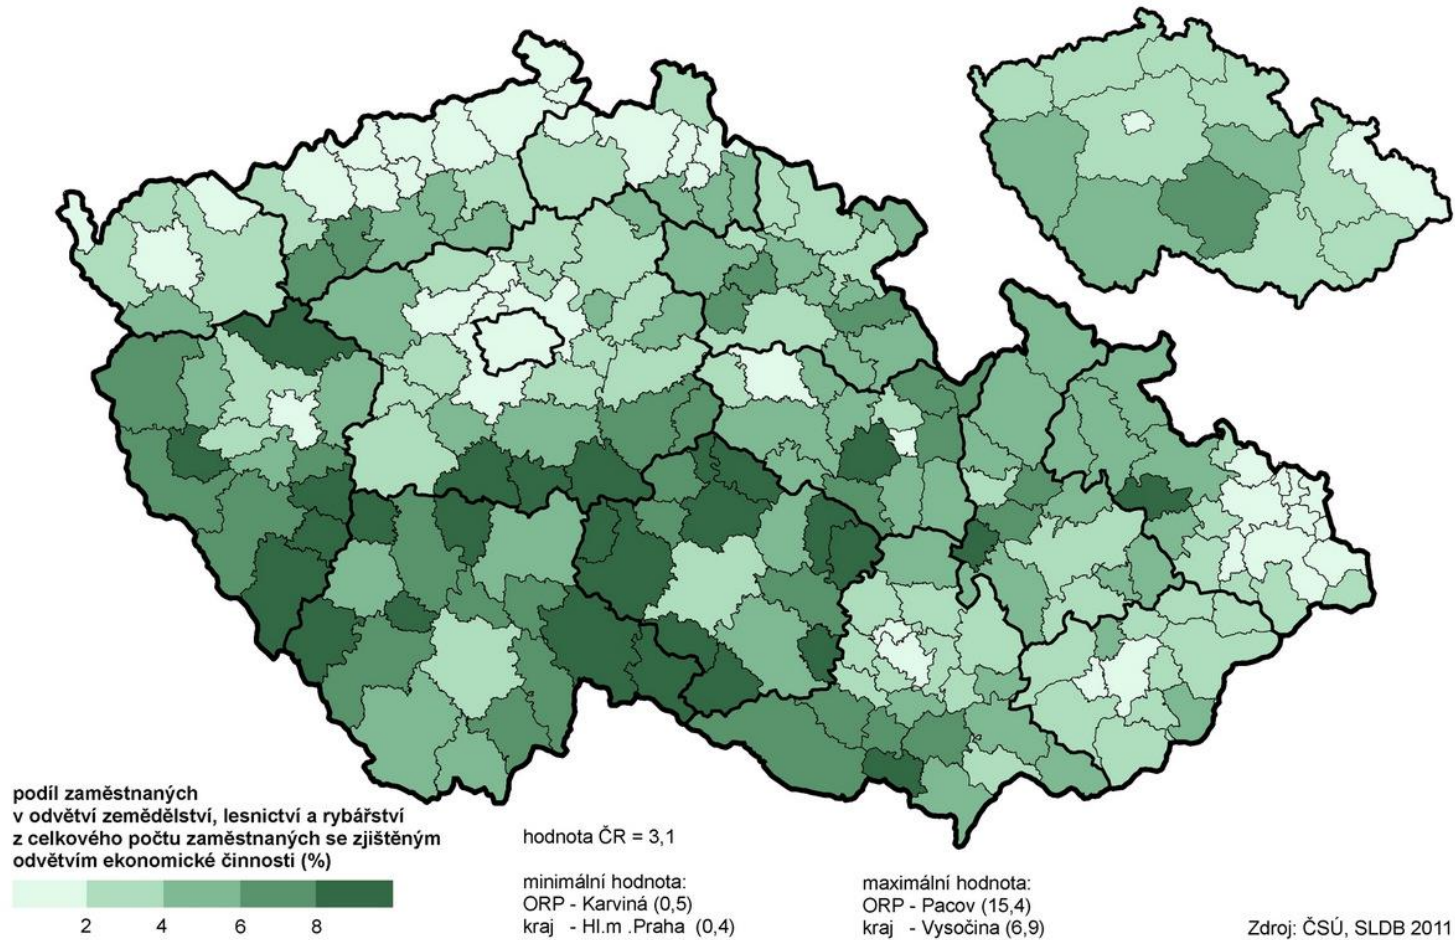 podíl zaměstnaných
v odvětví zemědělství, lesnictví a rybářství
z celkového počtu zaměstnaných se zjištěným
odvětvím ekonomické činnosti (%)
2 4 6 8
hodnota ČR = 3,1
minimální hodnota:
ORP - Karviná (0,5)
kraj - Hl.m .Praha (0,4)
maximální hodnota:
ORP - Pacov (15,4)
kraj - Vysočina (6,9)
Zdroj: ČSÚ, SLDB 2011